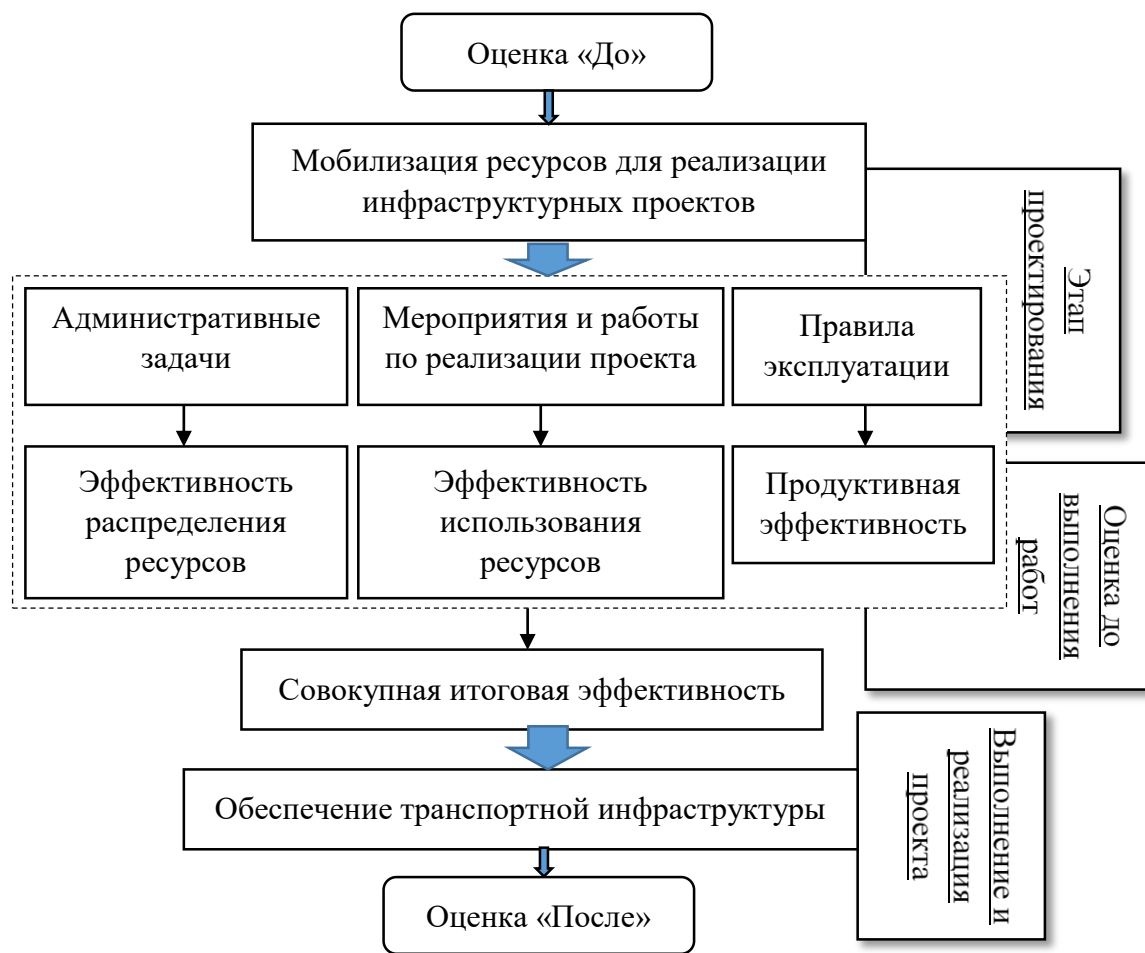 Оценка «До»
Мобилизация ресурсов для реализации
инфраструктурных проектов
Этап
проектирования
Административные
задачи
Мероприятия и работы
по реализации проекта
Правила
эксплуатации
Эффективность
распределения
ресурсов
Эффективность
использования
ресурсов
Продуктивная
эффективность
Оценка до
выполнения
работ
Совокупная итоговая эффективность
Обеспечение транспортной инфраструктуры
Выполнение и
реализация
проекта
Оценка «После»